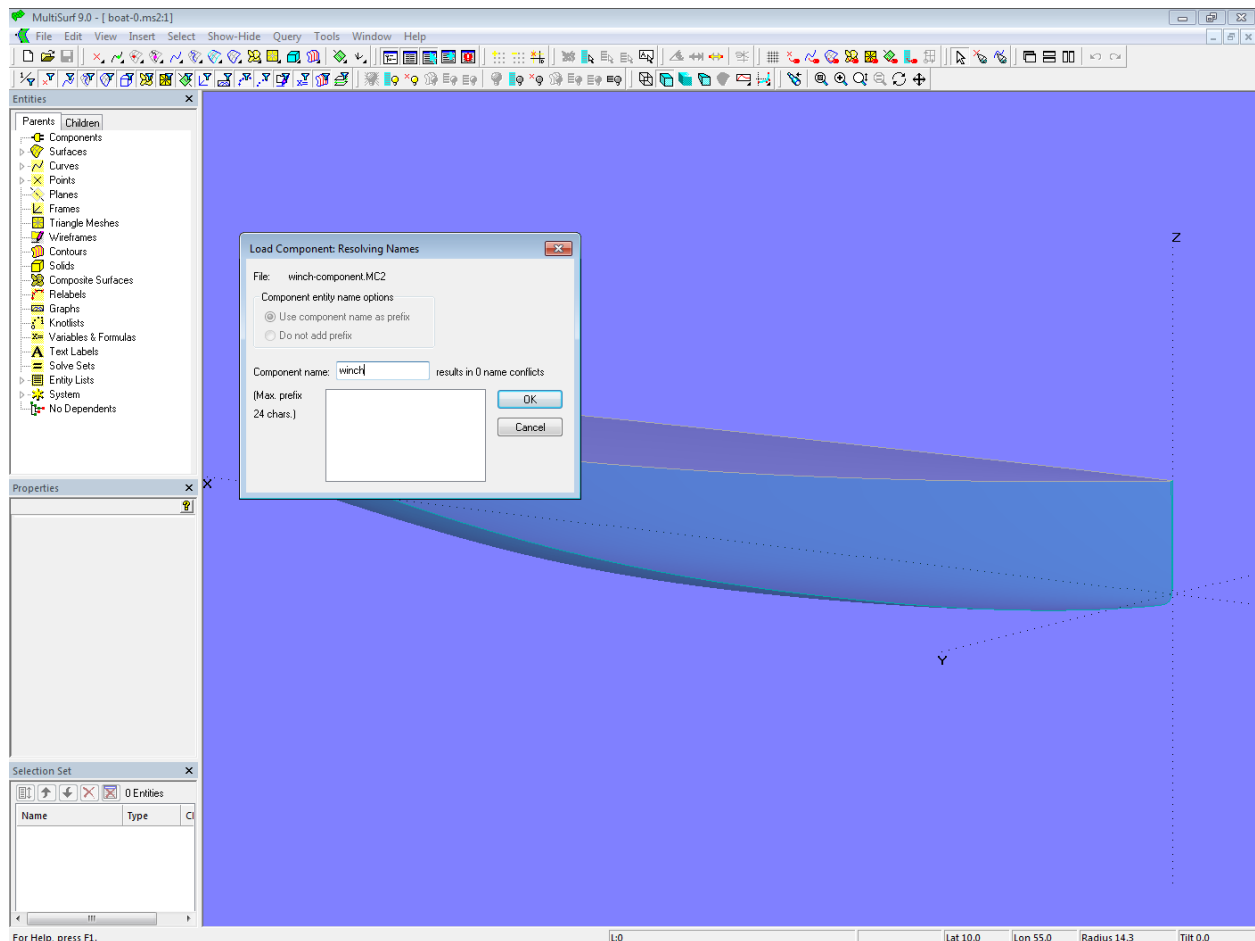 MultiSurf 9.0 - [ boat-0.ms2:1]
File Edit View Insert Select Show-Hide Query Tools Window Help
Entities
Parents Children
Components
Surfaces
Curves
Points
Planes
Frames
Triangle Meshes
Wireframes
Contours
Solids
Composite Surfaces
Relabels
Graphs
Knotlists
Variables & Formulas
Text Labels
Solve Sets
Entity Lists
System
No Dependents
Properties
Selection Set
0 Entities
Name Type Cl
Load Component: Resolving Names
File: winch-component.MC2
Component entity name options
Use component name as prefix
Do not add prefix
Component name: winch results in 0 name conflicts
(Max. prefix
24 chars.)
OK
Cancel
Z
X
Y
For Help, press F1. L:0 Lat 10.0 Lon 55.0 Radius 14.3 Tilt 0.0